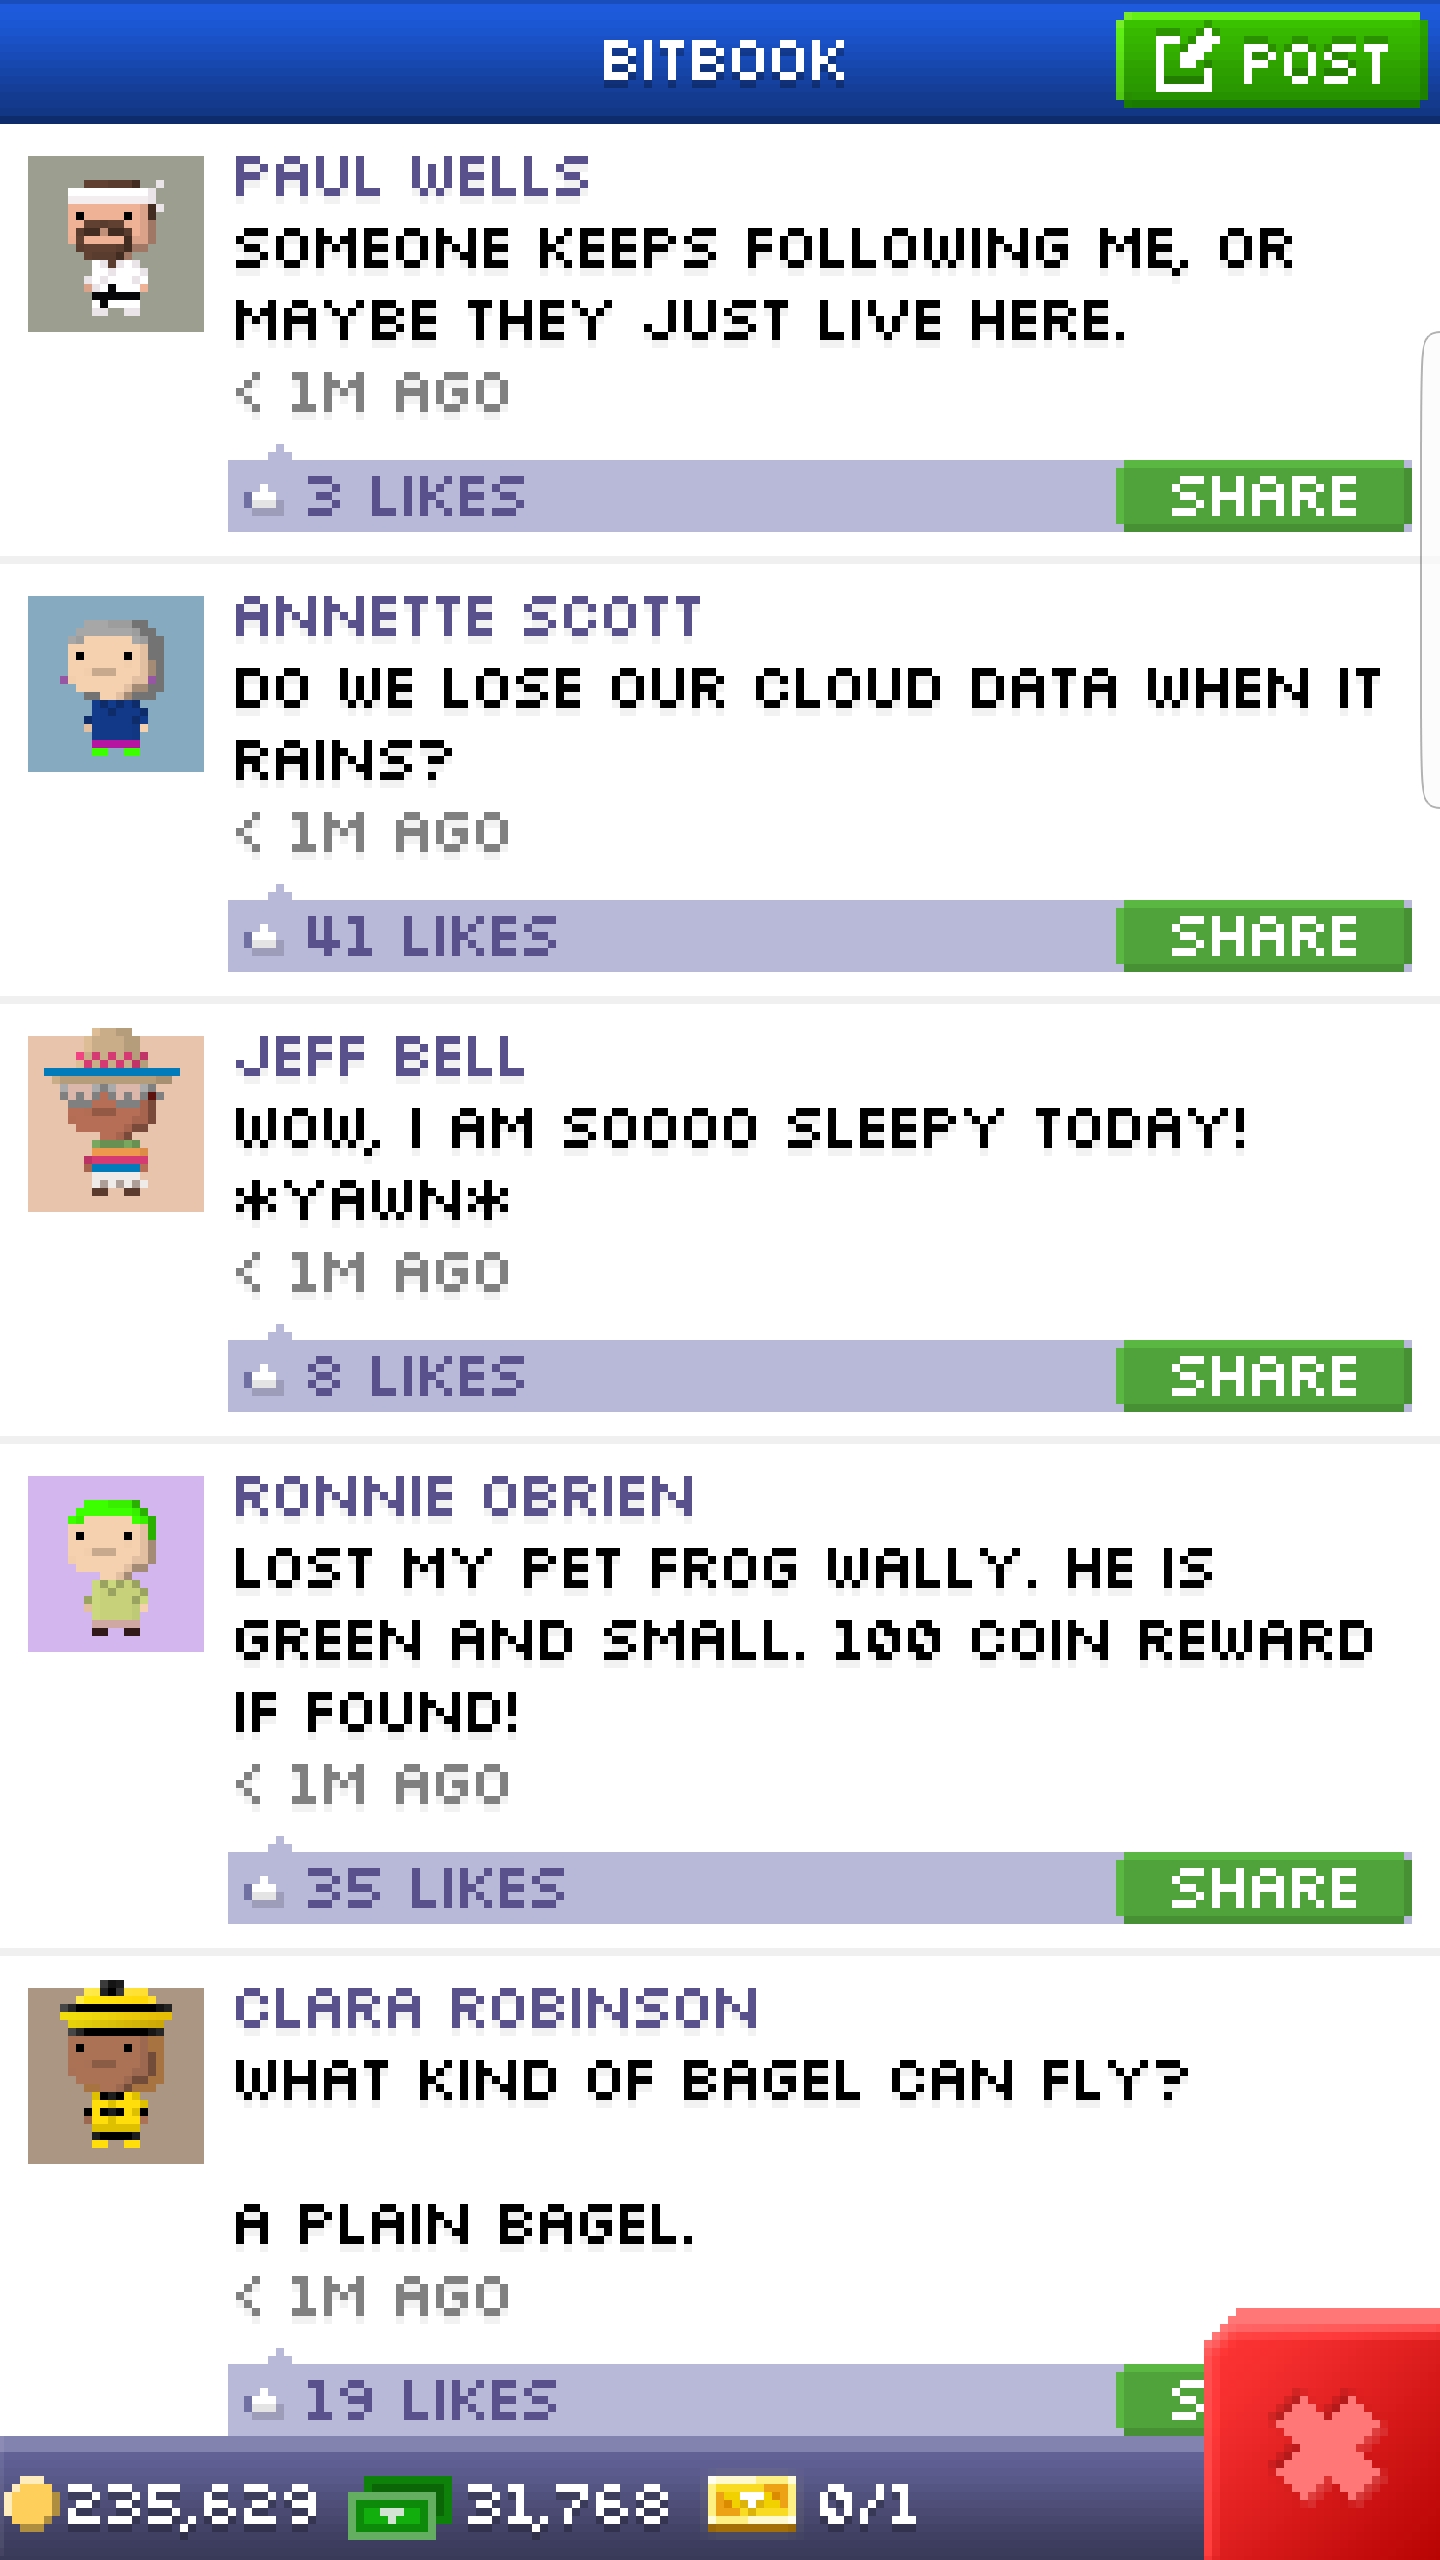 BITBOOK
POST
PAUL WELLS
SOMEONE KEEPS FOLLOWING ME, OR
MAYBE THEY JUST LIVE HERE.
< 1M AGO
3 LIKES
SHARE
ANNETTE SCOTT
DO WE LOSE OUR CLOUD DATA WHEN IT
RAINS?
< 1M AGO
41 LIKES
SHARE
JEFF BELL
WOW, I AM SOOOO SLEEPY TODAY!
*YAWN*
< 1M AGO
8 LIKES
SHARE
RONNIE OBRIEN
LOST MY PET FROG WALLY. HE IS
GREEN AND SMALL. 100 COIN REWARD
IF FOUND!
< 1M AGO
35 LIKES
SHARE
CLARA ROBINSON
WHAT KIND OF BAGEL CAN FLY?
A PLAIN BAGEL.
< 1M AGO
19 LIKES
S
235,629 31,768 0/1